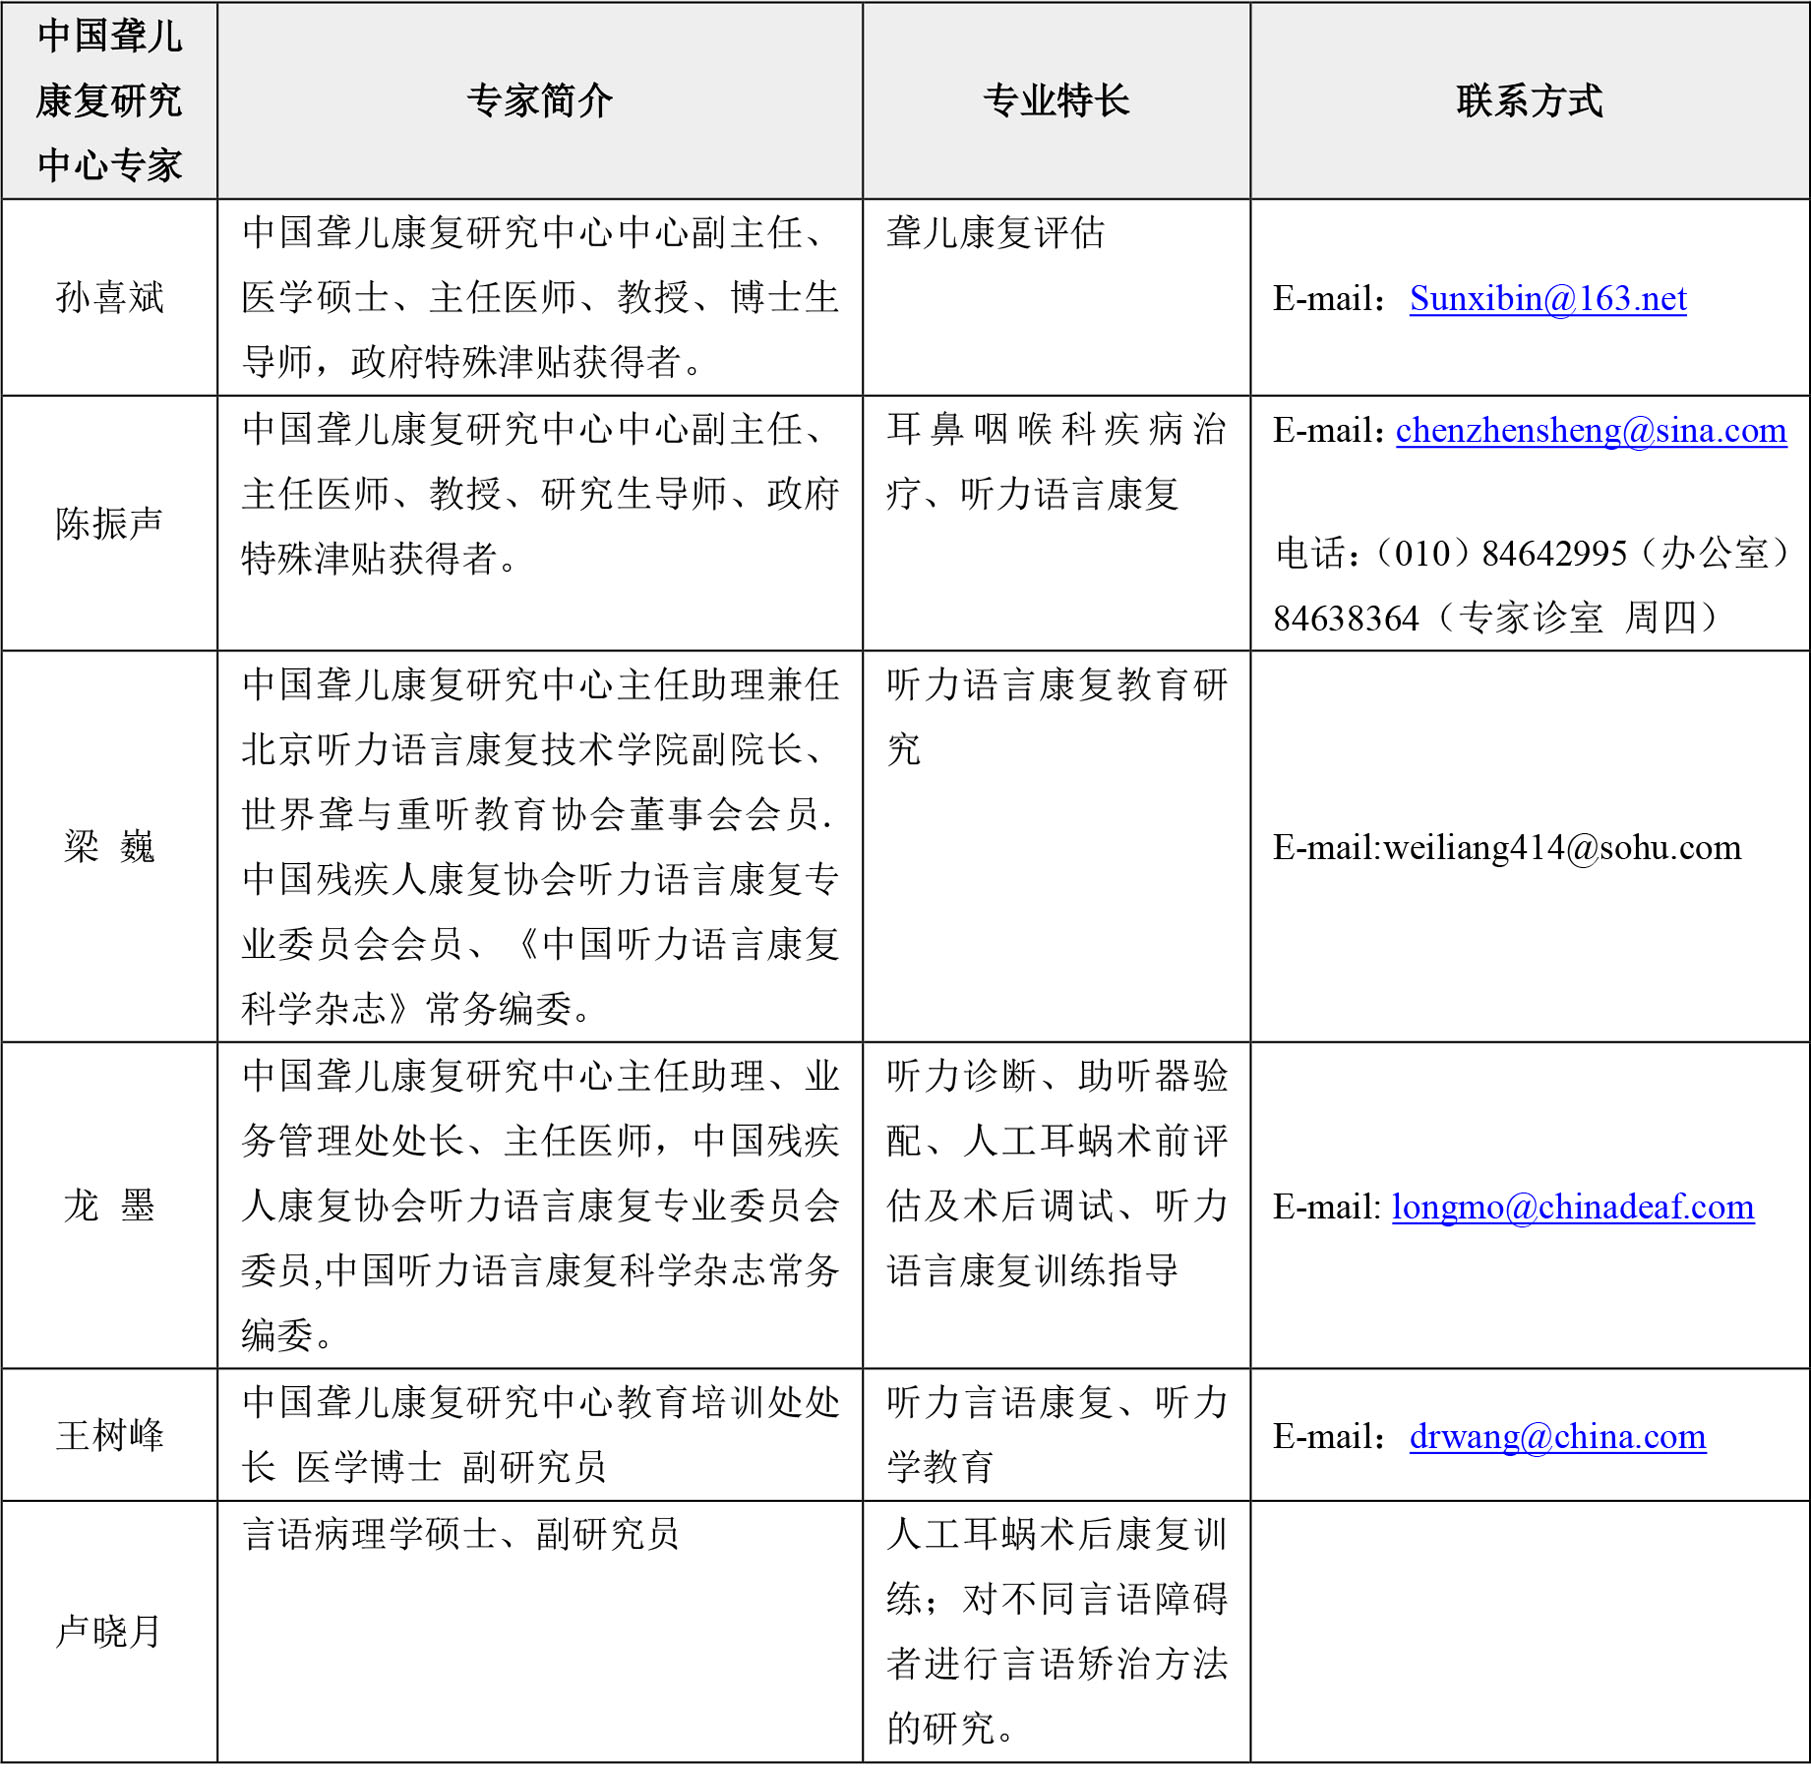 中国聋儿
康复研究
中心专家
专家简介
专业特长
联系方式
孙喜斌
中国聋儿康复研究中心中心副主任、
医学硕士、主任医师、教授、博士生
导师，政府特殊津贴获得者。
聋儿康复评估
E-mail：Sunxibin@163.net
陈振声
中国聋儿康复研究中心中心副主任、
主任医师、教授、研究生导师、政府
特殊津贴获得者。
耳鼻咽喉科疾病治
疗、听力语言康复
E-mail：chenzhensheng@sina.com
电话：（010）84642995（办公室）
84638364（专家诊室 周四）
梁 巍
中国聋儿康复研究中心主任助理兼任
北京听力语言康复技术学院副院长、
世界聋与重听教育协会董事会会员.
中国残疾人康复协会听力语言康复专
业委员会会员、《中国听力语言康复
科学杂志》常务编委。
听力语言康复教育研
究
E-mail:weiliang414@sohu.com
龙 墨
中国聋儿康复研究中心主任助理、业
务管理处处长、主任医师，中国残疾
人康复协会听力语言康复专业委员会
委员,中国听力语言康复科学杂志常务
编委。
听力诊断、助听器验
配、人工耳蜗术前评
估及术后调试、听力
语言康复训练指导
E-mail: longmo@chinadeaf.com
王树峰
中国聋儿康复研究中心教育培训处处
长 医学博士 副研究员
听力言语康复、听力
学教育
E-mail：drwang@china.com
卢晓月
言语病理学硕士、副研究员
人工耳蜗术后康复训
练；对不同言语障碍
者进行言语矫治方法
的研究。